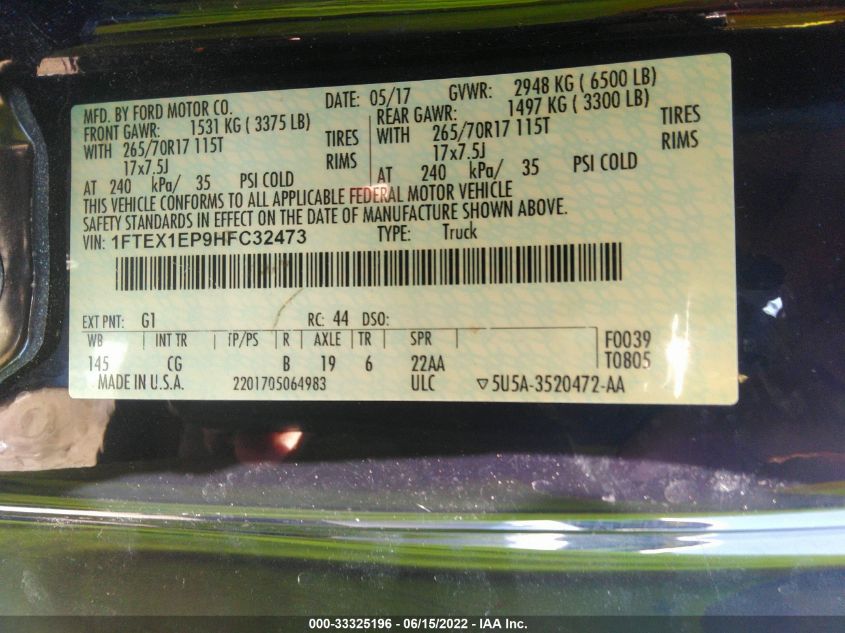 MFD. BY FORD MOTOR CO. DATE: 05/17 GVWR: 2948 KG ( 6500 LB)
FRONT GAWR: 1531 KG ( 3375 LB) REAR GAWR: 1497 KG ( 3300 LB)
WITH 265/70R17 115T TIRES WITH 265/70R17 115T TIRES
17x7.5J RIMS 17x7.5J RIMS
AT 240 kPa/ 35 PSI COLD AT 240 kPa/ 35 PSI COLD
THIS VEHICLE CONFORMS TO ALL APPLICABLE FEDERAL MOTOR VEHICLE
SAFETY STANDARDS IN EFFECT ON THE DATE OF MANUFACTURE SHOWN ABOVE.
VIN: 1FTEX1EP9HFC32473 TYPE: Truck
EXT PNT: G1 RC: 44 DSO:
WB INT TR TP/PS R AXLE TR SPR F0039
145 CG B 19 6 22AA T0805
MADE IN U.S.A. 2201705064983 ULC ▽5U5A-3520472-AA
000-33325196 - 06/15/2022 - IAA Inc.